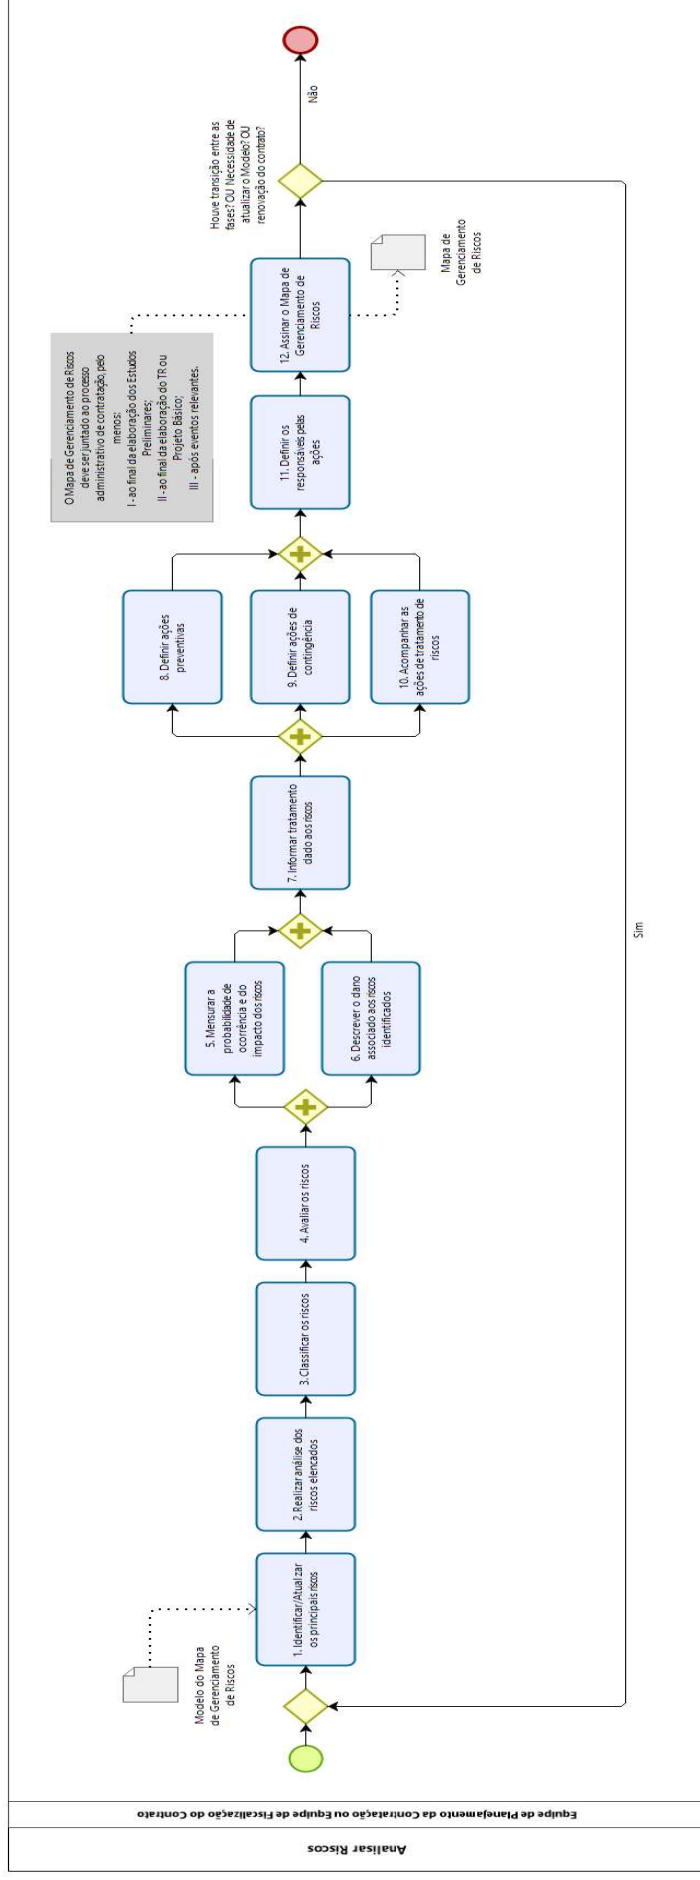 Analisar Riscos
Equipe de Planejamento da Contratação ou Equipe de Fiscalização do Contrato
Modelo do Mapa
de Gerenciamento
de Riscos
1. Identificar/Atualizar
os principais riscos
2. Realizar análise dos
riscos elencados
3. Classificar os riscos
4. Avaliar os riscos
5. Mensurar a
probabilidade de
ocorrência e do
impacto dos riscos
6. Descrever o dano
associado aos riscos
identificados
7. Informar tratamento
dado aos riscos
8. Definir ações
preventivas
9. Definir ações de
contingência
10. Acompanhar as
ações de tratamento de
riscos
11. Definir os
responsáveis pelas
ações
O Mapa de Gerenciamento de Riscos
deve ser juntado ao processo
administrativo de contratação, pelo
menos:
I - ao final da elaboração dos Estudos
Preliminares;
II - ao final da elaboração do TR ou
Projeto Básico;
III - após eventos relevantes.
12. Assinar o Mapa de
Gerenciamento de
Riscos
Mapa de
Gerenciamento
de Riscos
Houve transição entre as
fases? OU Necessidade de
atualizar o Modelo? OU
renovação do contrato?
Não
Sim